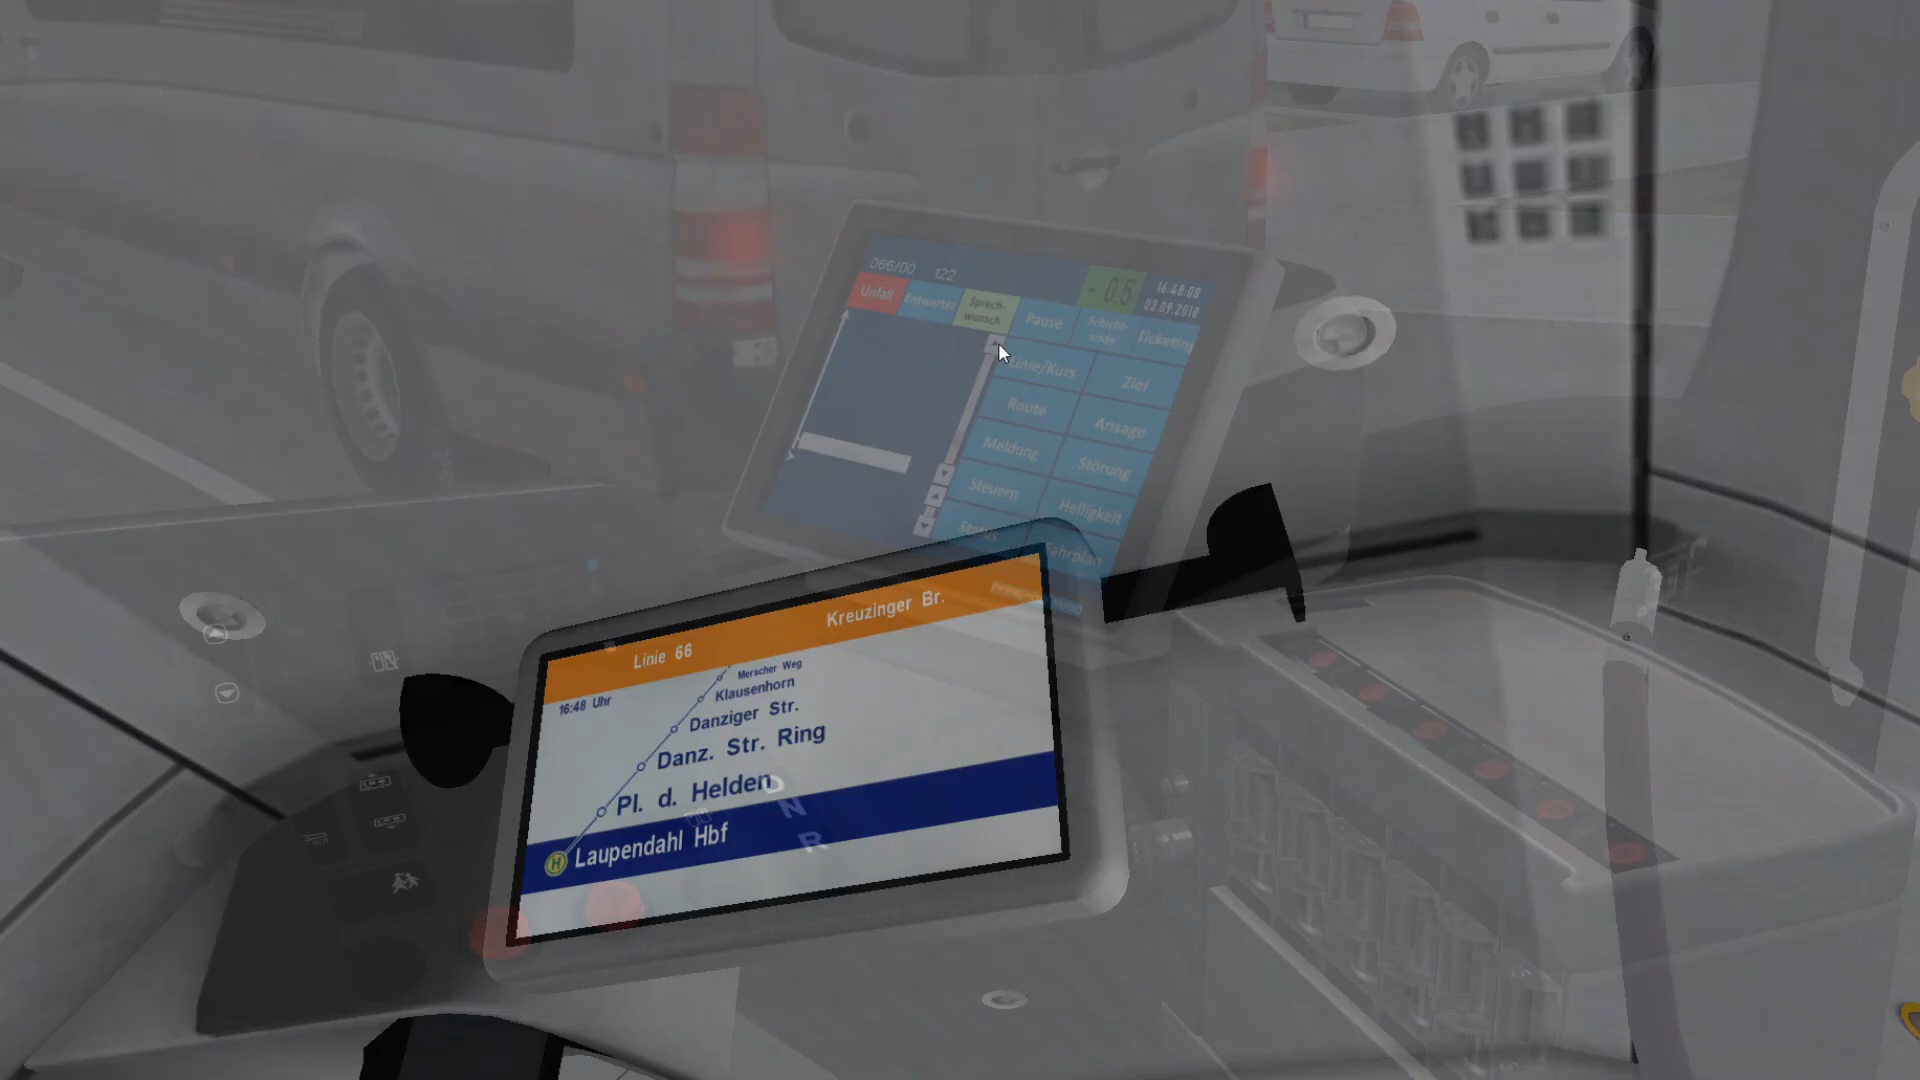 066/00 122 - 0.5 16:48:08
03.09.2018
Unfall Entwerter Sprech-
wunsch Pause Schicht-
ende Ticketing
Linie/Kurs Ziel
Route Ansage
Meldung Störung
Steuern Helligkeit
Status Fahrplan
Linie 66 Kreuzinger Br.
16:48 Uhr
Merscher Weg
Klausenhorn
Danziger Str.
Danz. Str. Ring
Pl. d. Helden
Laupendahl Hbf
H
D
N
R